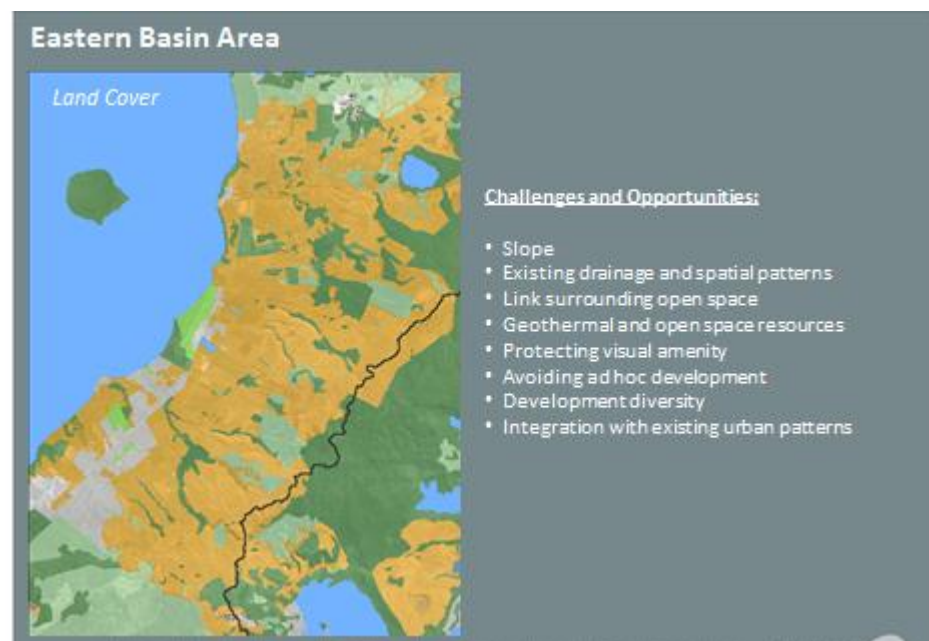 Eastern Basin Area
Land Cover
Challenges and Opportunities:
• Slope
• Existing drainage and spatial patterns
• Link surrounding open space
• Geothermal and open space resources
• Protecting visual amenity
• Avoiding ad hoc development
• Development diversity
• Integration with existing urban patterns